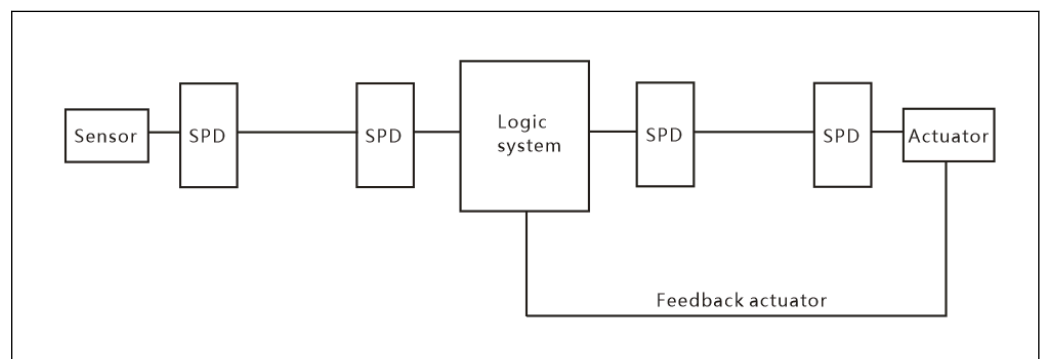 Sensor
SPD
SPD
Logic
system
SPD
SPD
Actuator
Feedback actuator